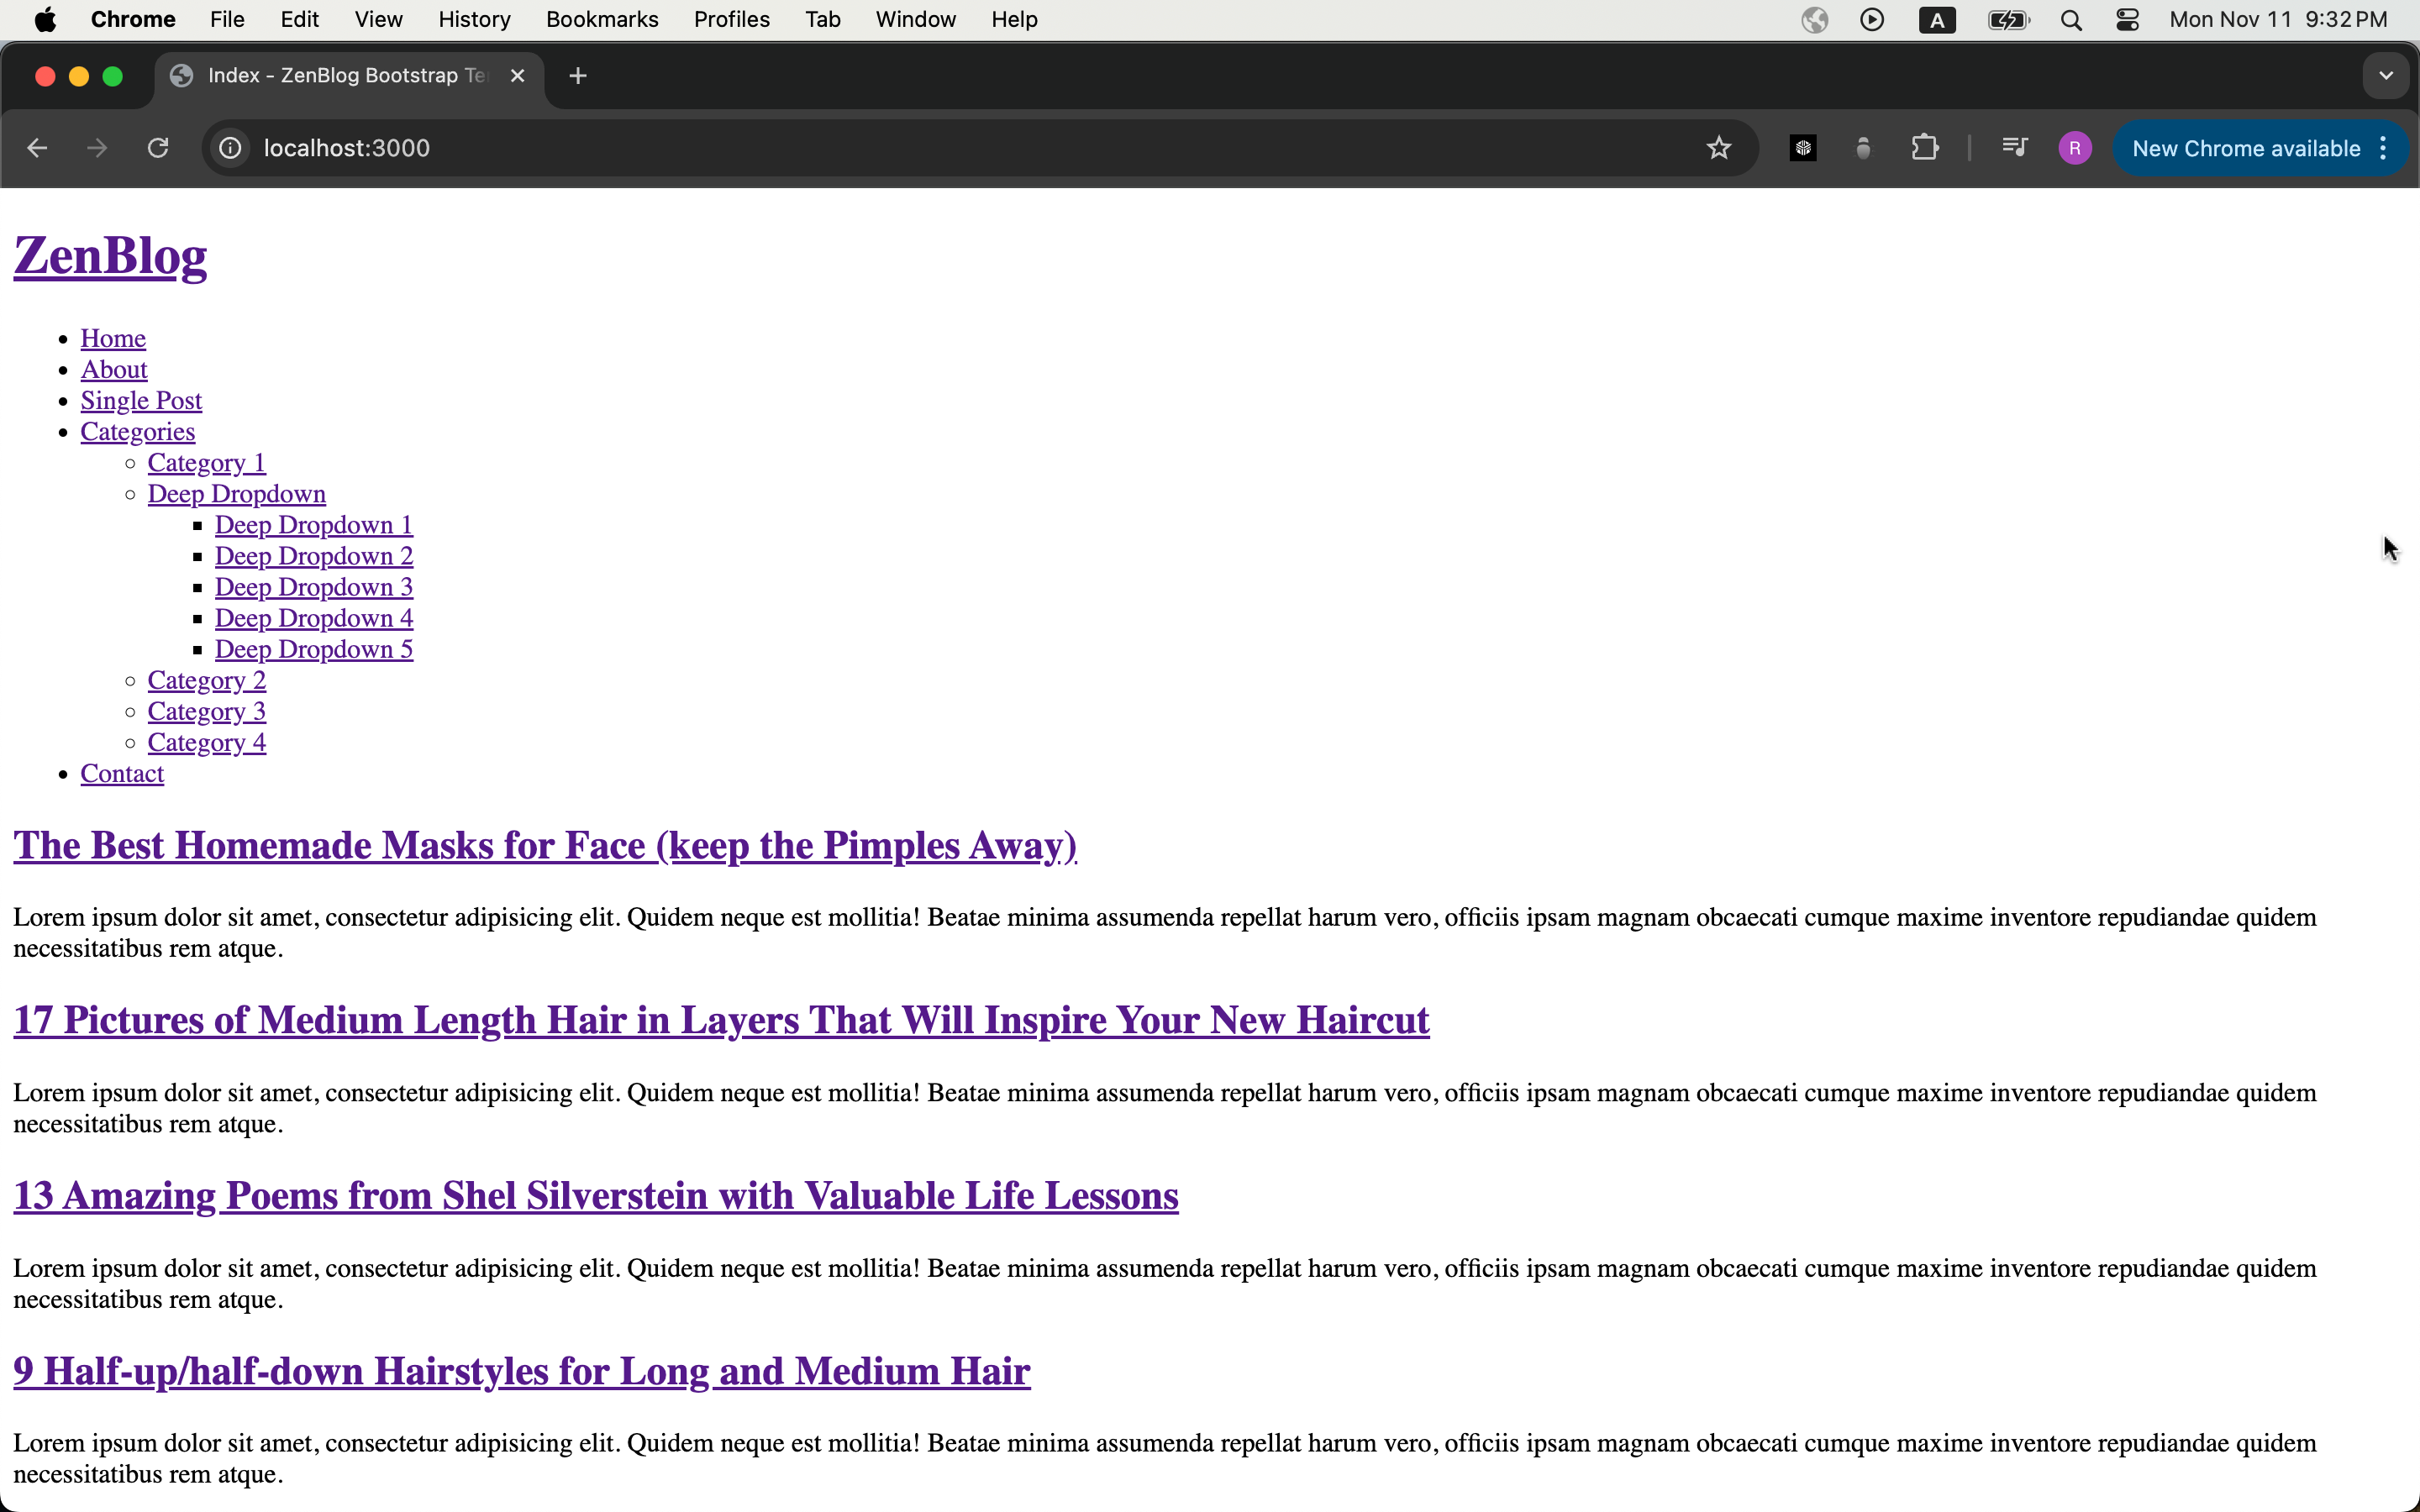 Chrome File Edit View History Bookmarks Profiles Tab Window Help A Mon Nov 11 9:32 PM
Index - ZenBlog Bootstrap Te
localhost:3000 R New Chrome available
ZenBlog
Home
About
Single Post
Categories
Category 1
Deep Dropdown
Deep Dropdown 1
Deep Dropdown 2
Deep Dropdown 3
Deep Dropdown 4
Deep Dropdown 5
Category 2
Category 3
Category 4
Contact
The Best Homemade Masks for Face (keep the Pimples Away)
Lorem ipsum dolor sit amet, consectetur adipisicing elit. Quidem neque est mollitia! Beatae minima assumenda repellat harum vero, officiis ipsam magnam obcaecati cumque maxime inventore repudiandae quidem
necessitatibus rem atque.
17 Pictures of Medium Length Hair in Layers That Will Inspire Your New Haircut
Lorem ipsum dolor sit amet, consectetur adipisicing elit. Quidem neque est mollitia! Beatae minima assumenda repellat harum vero, officiis ipsam magnam obcaecati cumque maxime inventore repudiandae quidem
necessitatibus rem atque.
13 Amazing Poems from Shel Silverstein with Valuable Life Lessons
Lorem ipsum dolor sit amet, consectetur adipisicing elit. Quidem neque est mollitia! Beatae minima assumenda repellat harum vero, officiis ipsam magnam obcaecati cumque maxime inventore repudiandae quidem
necessitatibus rem atque.
9 Half-up/half-down Hairstyles for Long and Medium Hair
Lorem ipsum dolor sit amet, consectetur adipisicing elit. Quidem neque est mollitia! Beatae minima assumenda repellat harum vero, officiis ipsam magnam obcaecati cumque maxime inventore repudiandae quidem
necessitatibus rem atque.